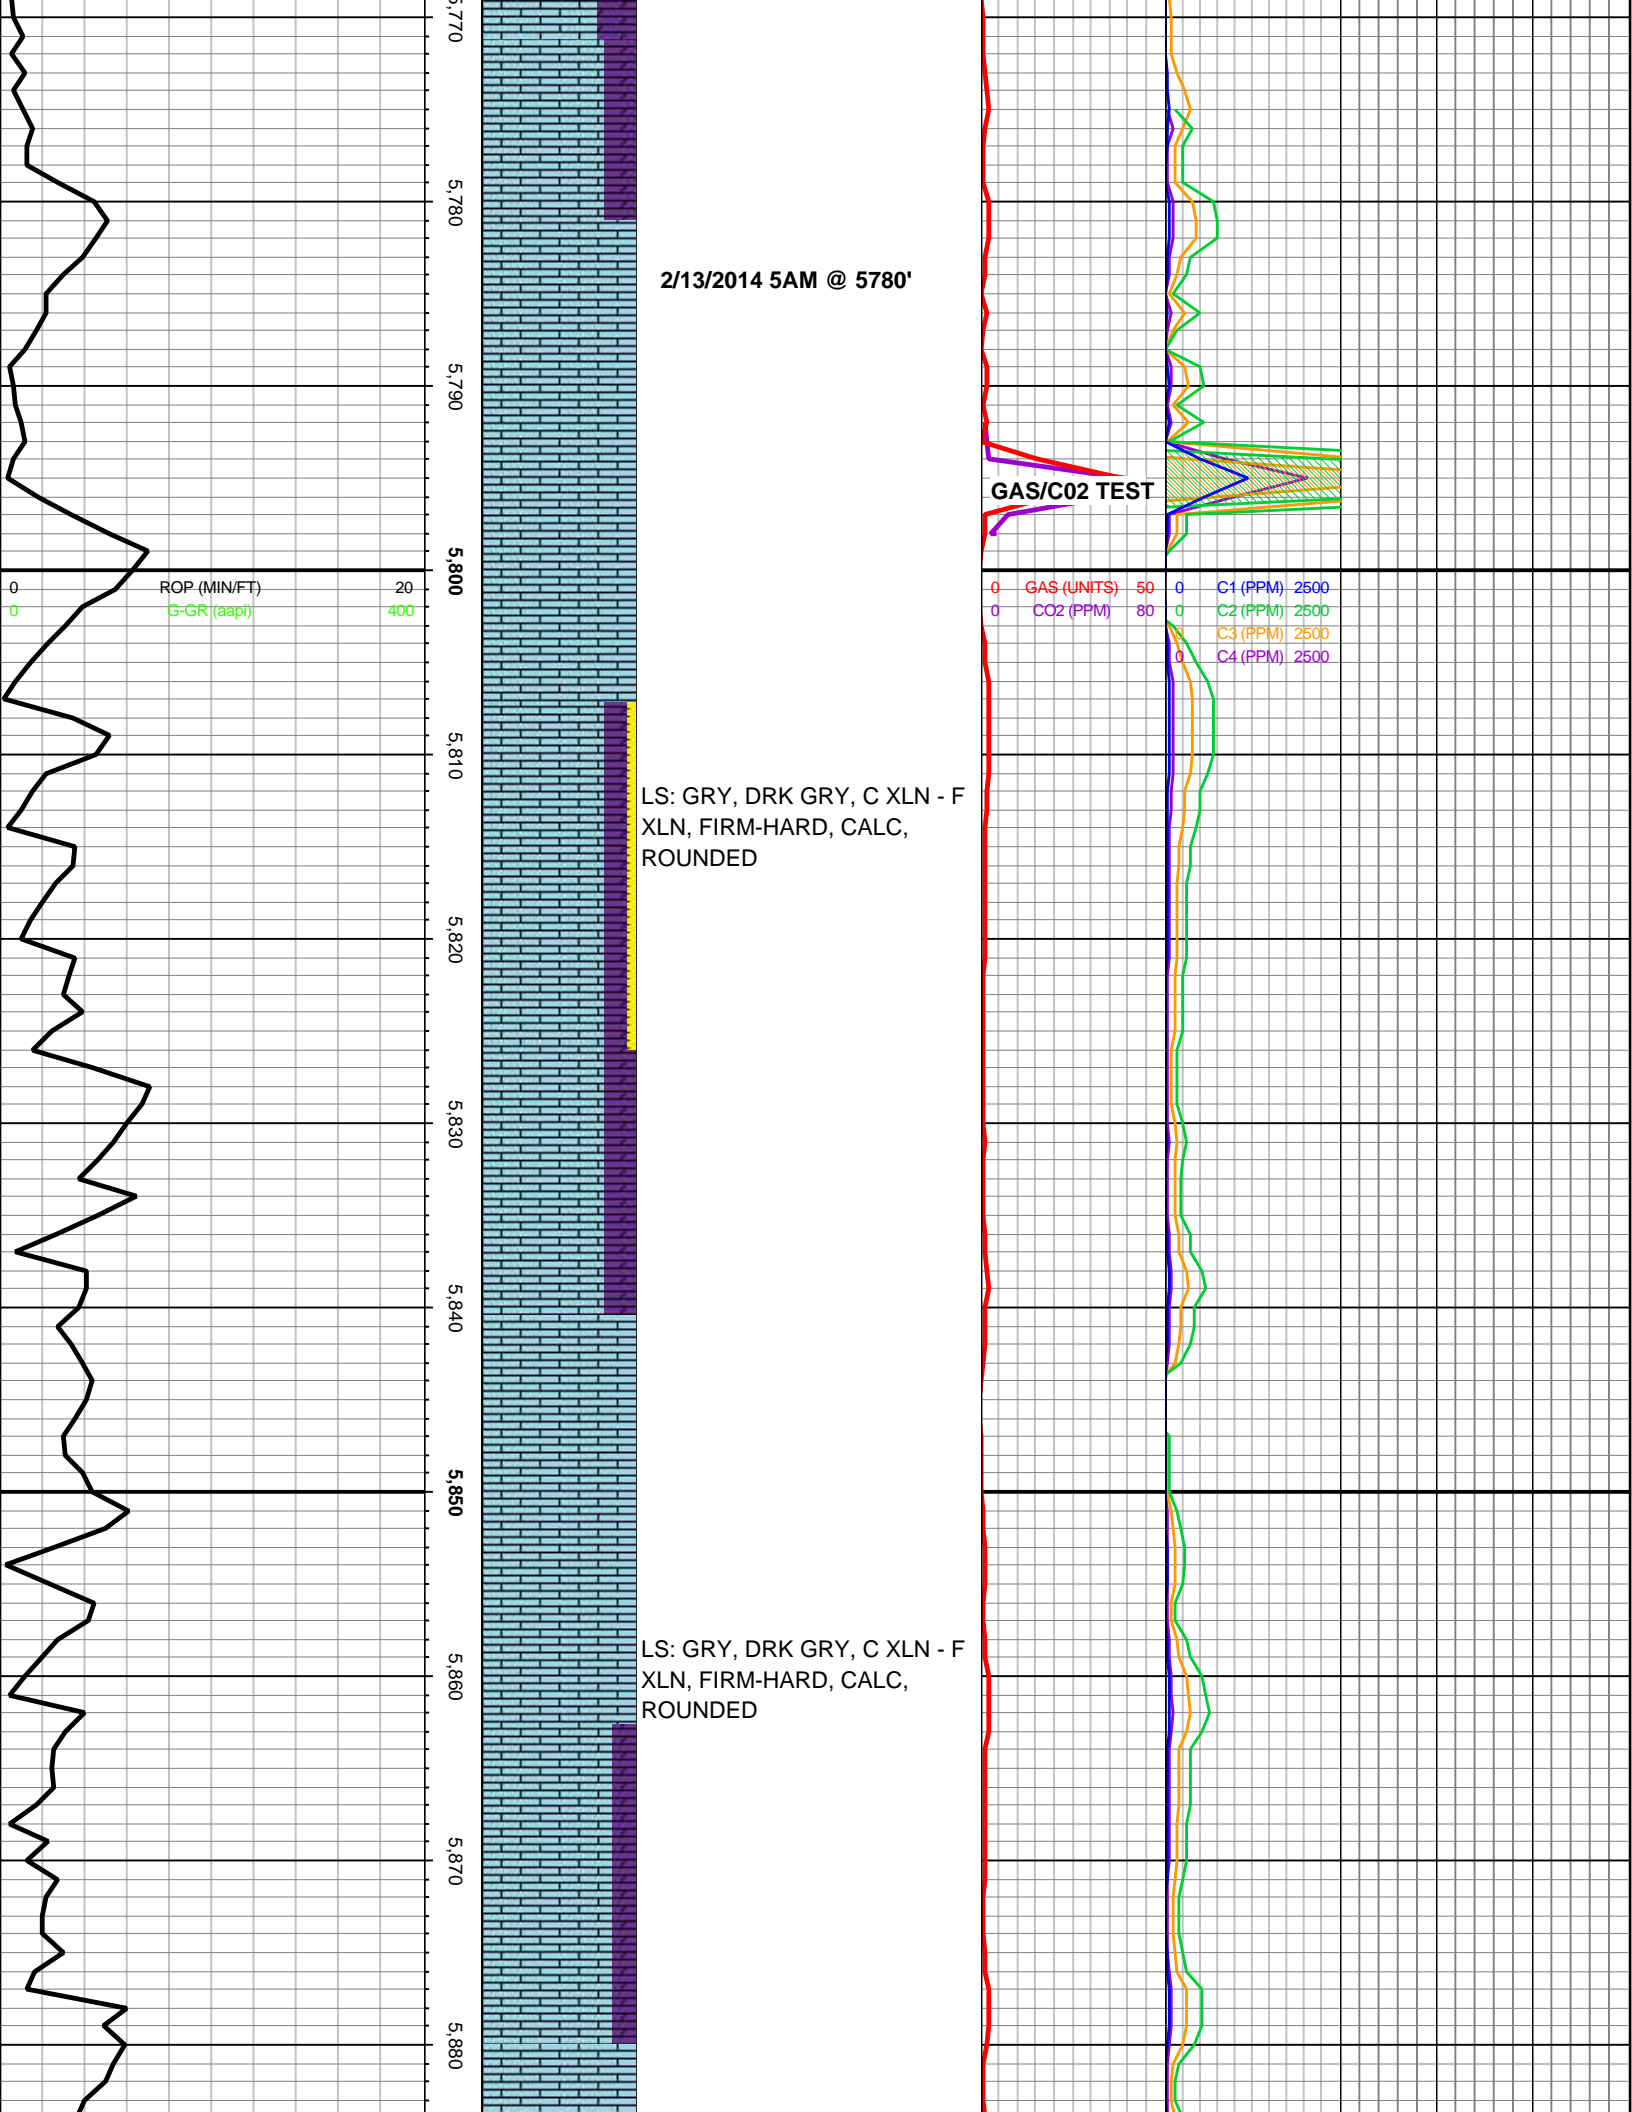 5,770
5,780
2/13/2014 5AM @ 5780'
5,790
GAS/C02 TEST
5,800
0 ROP (MIN/FT) 20
0 G-GR (aapi) 400
0 GAS (UNITS) 50
0 CO2 (PPM) 80
0 C1 (PPM) 2500
0 C2 (PPM) 2500
0 C3 (PPM) 2500
0 C4 (PPM) 2500
5,810
LS: GRY, DRK GRY, C XLN - F
XLN, FIRM-HARD, CALC,
ROUNDED
5,820
5,830
5,840
5,850
LS: GRY, DRK GRY, C XLN - F
XLN, FIRM-HARD, CALC,
ROUNDED
5,860
5,870
5,880